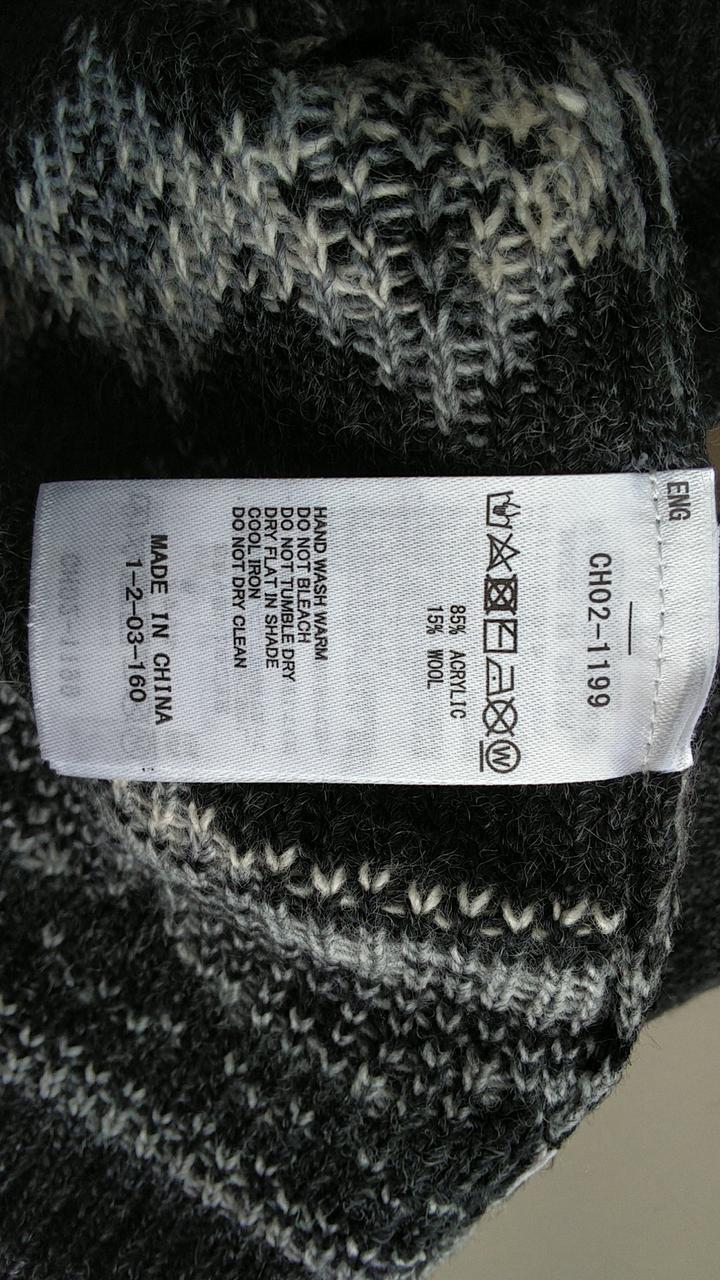 ENG
CH02-1199
W
85% ACRYLIC
15% WOOL
HAND WASH WARM
DO NOT BLEACH
DO NOT TUMBLE DRY
DRY FLAT IN SHADE
COOL IRON
DO NOT DRY CLEAN
MADE IN CHINA
1-2-03-160